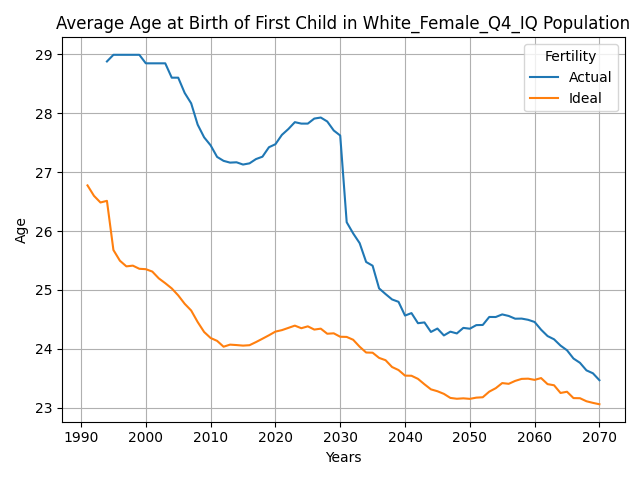 Average Age at Birth of First Child in White_Female_Q4_IQ Population
Fertility
Actual
Ideal
Age
29
28
27
26
25
24
23
1990 2000 2010 2020 2030 2040 2050 2060 2070
Years